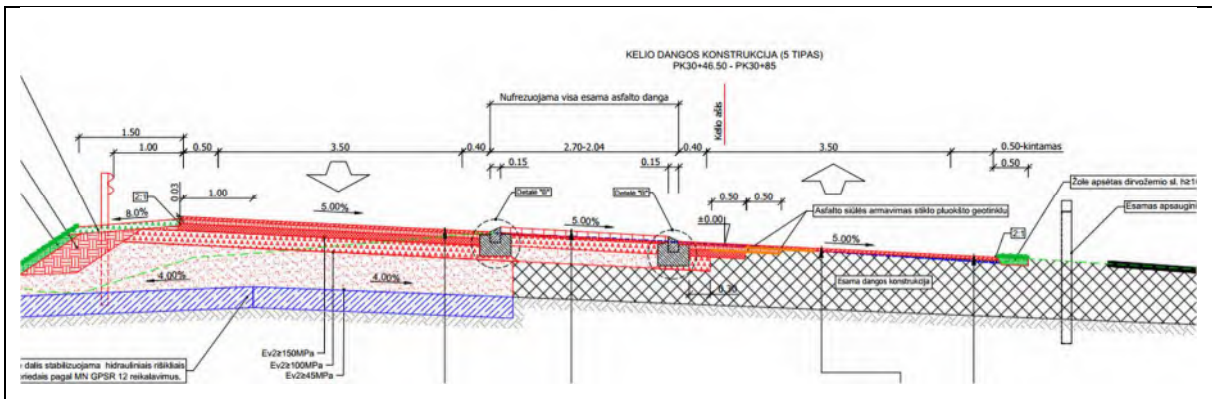 KELIO DANGOS KONSTRUKCIJA (5 TIPAS)
PK30+46.50 - PK30+85
Nufrezuojama visa esama asfalto danga
Kelio ašis
1.50
1.00
0.50
3.50
0.40
2.70-2.04
0.40
3.50
0.50-kintamas
0.50
0.15
0.15
0.03
1.00
2:1
8.0%
5.00%
Detalė "B"
Detalė "B"
5.00%
±0.00
0.50
0.50
Asfalto siūlės armavimas stiklo pluošto geotinklu
5.00%
2:1
Žole apsėtas dirvožemio sl. h≥1
Esamas apsaugin
4.00%
4.00%
Esama dangos konstrukcija
0.30
Ev2≥150MPa
Ev2≥100MPa
Ev2≥45MPa
dalis stabilizuojama hidrauliniais rišikliais
riedais pagal MN GPSR 12 reikalavimus.